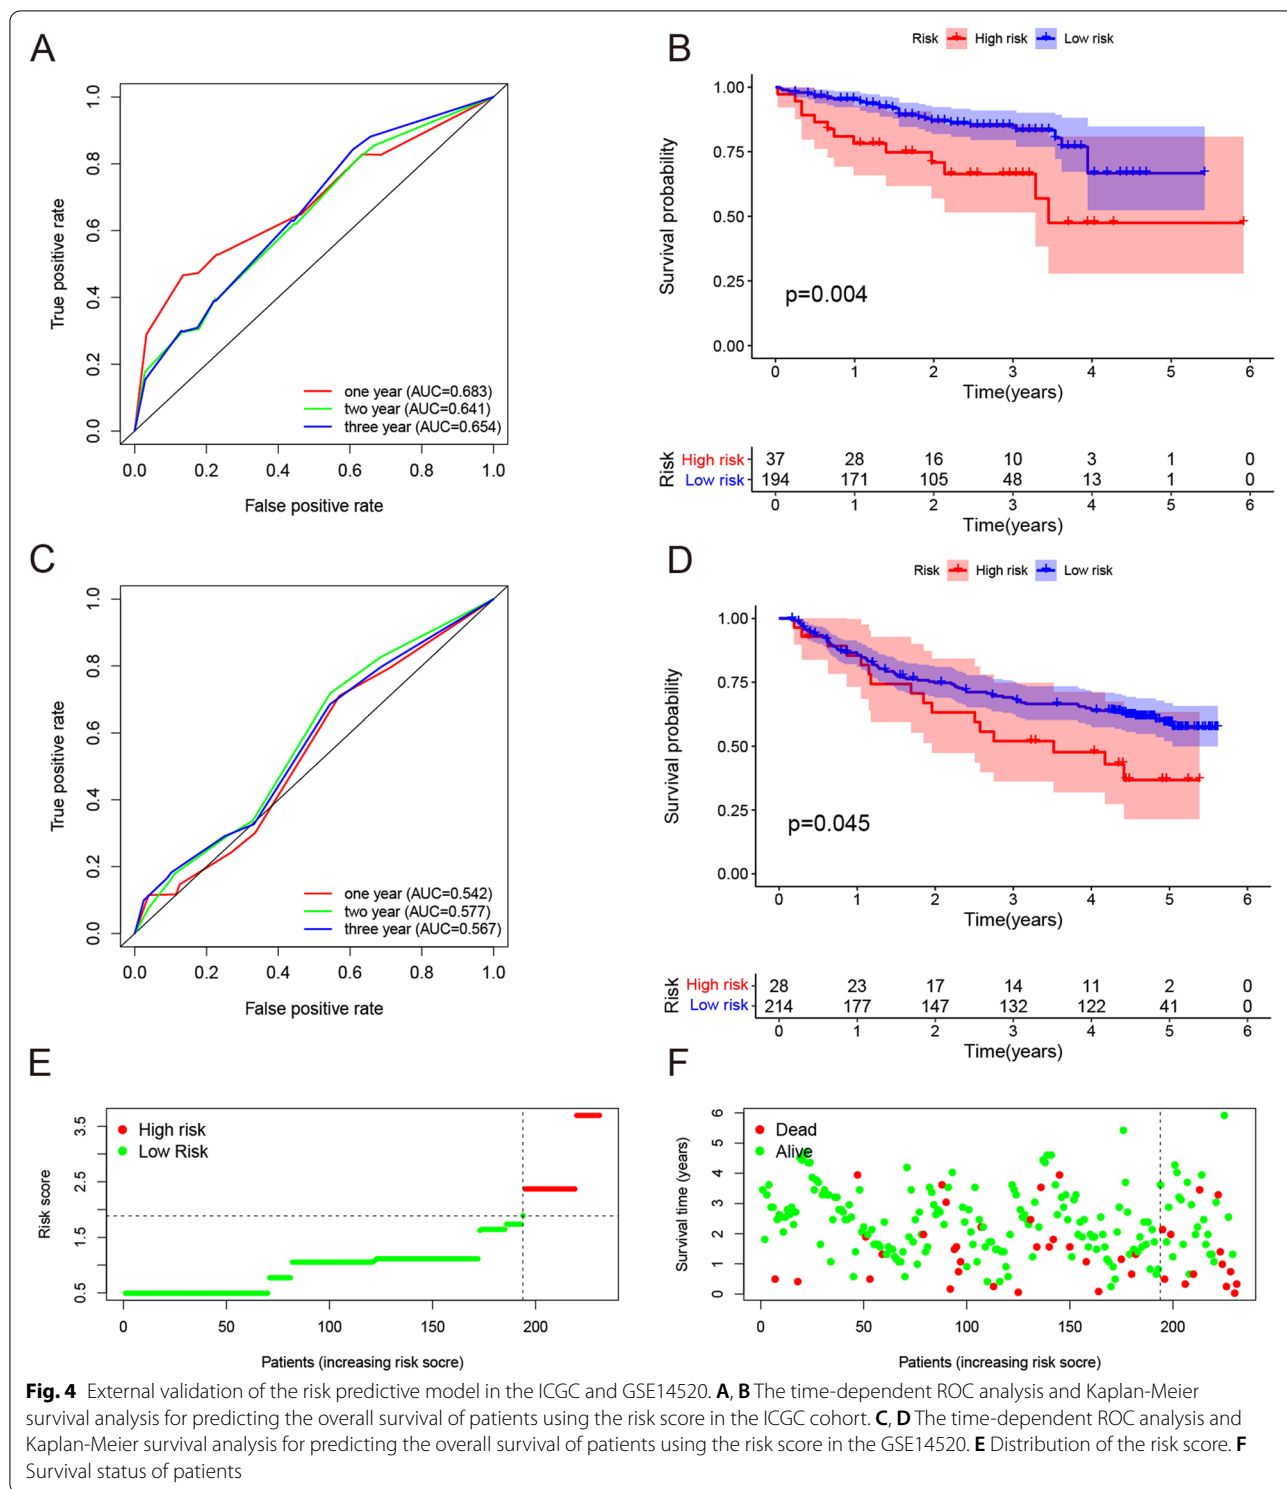 A
1.0
0.8
0.6
0.4
0.2
0.0
True positive rate
one year (AUC=0.683)
two year (AUC=0.641)
three year (AUC=0.654)
0.0 0.2 0.4 0.6 0.8 1.0
False positive rate
B
Risk High risk Low risk
1.00
0.75
0.50
0.25
0.00
Survival probability
p=0.004
0 1 2 3 4 5 6
Time(years)
Risk
High risk 37 28 16 10 3 1 0
Low risk 194 171 105 48 13 1 0
0 1 2 3 4 5 6
Time(years)
C
1.0
0.8
0.6
0.4
0.2
0.0
True positive rate
one year (AUC=0.542)
two year (AUC=0.577)
three year (AUC=0.567)
0.0 0.2 0.4 0.6 0.8 1.0
False positive rate
D
Risk High risk Low risk
1.00
0.75
0.50
0.25
0.00
Survival probability
p=0.045
0 1 2 3 4 5 6
Time(years)
Risk
High risk 28 23 17 14 11 2 0
Low risk 214 177 147 132 122 41 0
0 1 2 3 4 5 6
Time(years)
E
High risk
Low Risk
3.5
2.5
1.5
0.5
Risk score
0 50 100 150 200
Patients (increasing risk socre)
F
Dead
Alive
6
5
4
3
2
1
0
Survival time (years)
0 50 100 150 200
Patients (increasing risk socre)
Fig. 4 External validation of the risk predictive model in the ICGC and GSE14520. A, B The time-dependent ROC analysis and Kaplan-Meier
survival analysis for predicting the overall survival of patients using the risk score in the ICGC cohort. C, D The time-dependent ROC analysis and
Kaplan-Meier survival analysis for predicting the overall survival of patients using the risk score in the GSE14520. E Distribution of the risk score. F
Survival status of patients